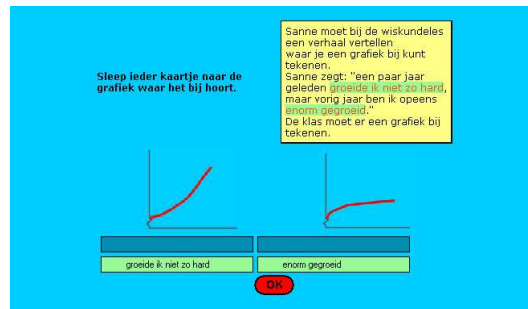 Sleep ieder kaartje naar de
grafiek waar het bij hoort.
Sanne moet bij de wiskundeles
een verhaal vertellen
waar je een grafiek bij kunt
tekenen.
Sanne zegt: "een paar jaar
geleden groeide ik niet zo hard,
maar vorig jaar ben ik opeens
enorm gegroeid."
De klas moet er een grafiek bij
tekenen.
groeide ik niet zo hard
enorm gegroeid
OK